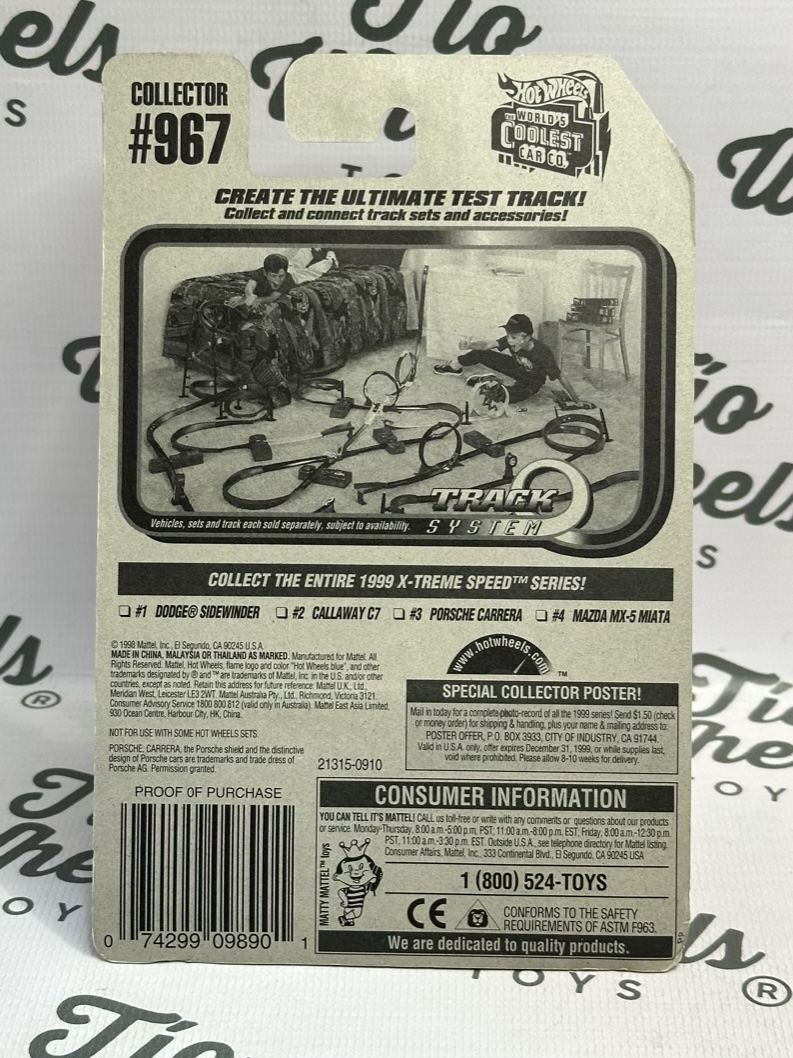 COLLECTOR
#967
HOT WHEELS
THE WORLD'S
COOLEST
CAR CO.
CREATE THE ULTIMATE TEST TRACK!
Collect and connect track sets and accessories!
TRACK
SYSTEM
Vehicles, sets and track each sold separately, subject to availability.
COLLECT THE ENTIRE 1999 X-TREME SPEED™ SERIES!
❑ #1 DODGE® SIDEWINDER ❑ #2 CALLAWAY C7 ❑ #3 PORSCHE CARRERA ❑ #4 MAZDA MX-5 MIATA
© 1998 Mattel, Inc., El Segundo, CA 90245 U.S.A.
MADE IN CHINA, MALAYSIA OR THAILAND AS MARKED. Manufactured for Mattel. All
Rights Reserved. Mattel, Hot Wheels, flame logo and color "Hot Wheels blue", and other
trademarks designated by ® and ™ are trademarks of Mattel, Inc. in the U.S. and/or other
countries, except as noted. Retain this address for future reference: Mattel U.K., Ltd.,
Meridian West, Leicester LE3 2WT. Mattel Australia Pty., Ltd., Richmond, Victoria 3121.
Consumer Advisory Service 1800 800 812 (valid only in Australia). Mattel East Asia Limited,
930 Ocean Centre, Harbour City, HK, China.
NOT FOR USE WITH SOME HOT WHEELS SETS
PORSCHE, CARRERA, the Porsche shield and the distinctive
design of Porsche cars are trademarks and trade dress of
Porsche AG. Permission granted.
21315-0910
www.hotwheels.com
™
SPECIAL COLLECTOR POSTER!
Mail in today for a complete photo-record of all the 1999 series! Send $1.50 (check
or money order) for shipping & handling, plus your name & mailing address to:
POSTER OFFER, P.O. BOX 3933, CITY OF INDUSTRY, CA 91744.
Valid in U.S.A. only, offer expires December 31, 1999, or while supplies last,
void where prohibited. Please allow 8-10 weeks for delivery.
PROOF OF PURCHASE
0 74299 09890 1
CONSUMER INFORMATION
YOU CAN TELL IT'S MATTEL! CALL us toll-free or write with any comments or questions about our products
or service. Monday-Thursday, 8:00 a.m.-5:00 p.m. PST; 11:00 a.m.-8:00 p.m. EST; Friday, 8:00 a.m.-12:30 p.m.
PST, 11:00 a.m.-3:30 p.m. EST. Outside U.S.A., see telephone directory for Mattel listing.
Consumer Affairs, Mattel, Inc., 333 Continental Blvd., El Segundo, CA 90245 USA
MATTY MATTEL™ toys
1 (800) 524-TOYS
CE
CONFORMS TO THE SAFETY
REQUIREMENTS OF ASTM F963.
We are dedicated to quality products.
Tio
Wheels
TOYS
®